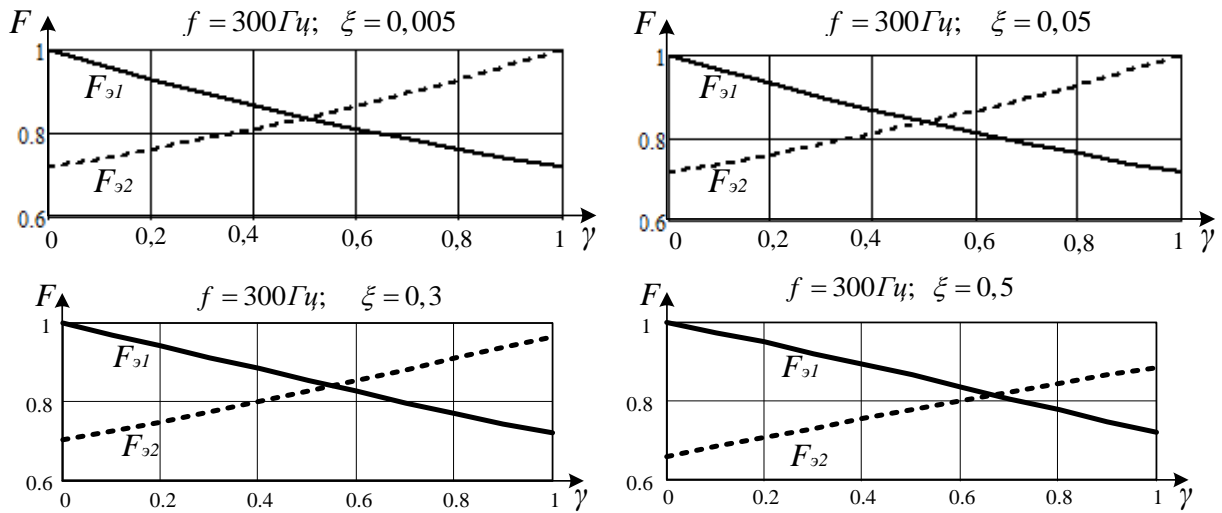 F f = 300Гц; ξ = 0,005
1
Fэ1
0.8
Fэ2
0.6
0 0,2 0,4 0,6 0,8 1 γ
F f = 300Гц; ξ = 0,05
1
Fэ1
0.8
Fэ2
0.6
0 0,2 0,4 0,6 0,8 1 γ
F f = 300Гц; ξ = 0,3
1
Fэ1
0.8
Fэ2
0.6
0 0.2 0.4 0.6 0.8 1 γ
F f = 300Гц; ξ = 0,5
1
Fэ1
0.8
Fэ2
0.6
0 0.2 0.4 0.6 0.8 1 γ